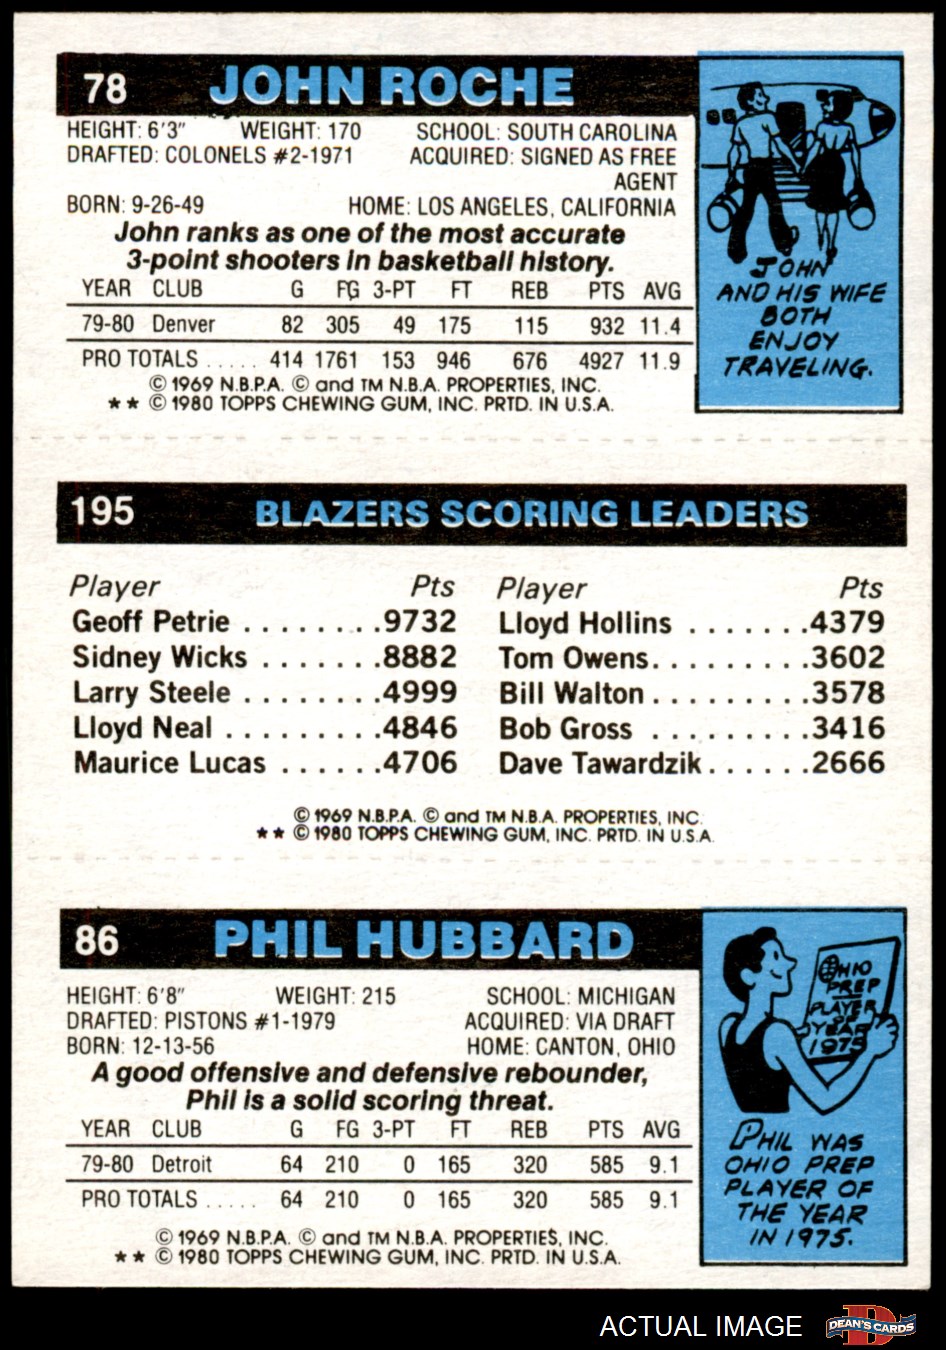 78 JOHN ROCHE
HEIGHT: 6'3" WEIGHT: 170 SCHOOL: SOUTH CAROLINA
DRAFTED: COLONELS #2-1971 ACQUIRED: SIGNED AS FREE
AGENT
BORN: 9-26-49 HOME: LOS ANGELES, CALIFORNIA
John ranks as one of the most accurate
3-point shooters in basketball history.
YEAR CLUB G FG 3-PT FT REB PTS AVG
79-80 Denver 82 305 49 175 115 932 11.4
PRO TOTALS ..... 414 1761 153 946 676 4927 11.9
© 1969 N.B.P.A. © and TM N.B.A. PROPERTIES, INC.
** © 1980 TOPPS CHEWING GUM, INC. PRTD. IN U.S.A.
JOHN
AND HIS WIFE
BOTH
ENJOY
TRAVELING.
195 BLAZERS SCORING LEADERS
Player Pts Player Pts
Geoff Petrie ........9732 Lloyd Hollins .......4379
Sidney Wicks .......8882 Tom Owens.........3602
Larry Steele ........4999 Bill Walton .........3578
Lloyd Neal .........4846 Bob Gross .........3416
Maurice Lucas ......4706 Dave Tawardzik......2666
© 1969 N.B.P.A. © and TM N.B.A. PROPERTIES, INC.
** © 1980 TOPPS CHEWING GUM, INC. PRTD. IN U.S.A.
86 PHIL HUBBARD
HEIGHT: 6'8" WEIGHT: 215 SCHOOL: MICHIGAN
DRAFTED: PISTONS #1-1979 ACQUIRED: VIA DRAFT
BORN: 12-13-56 HOME: CANTON, OHIO
A good offensive and defensive rebounder,
Phil is a solid scoring threat.
YEAR CLUB G FG 3-PT FT REB PTS AVG
79-80 Detroit 64 210 0 165 320 585 9.1
PRO TOTALS ..... 64 210 0 165 320 585 9.1
© 1969 N.B.P.A. © and TM N.B.A. PROPERTIES, INC.
** © 1980 TOPPS CHEWING GUM, INC. PRTD. IN U.S.A.
OHIO
PREP
PLAYER
OF
YEAR
1975
PHIL WAS
OHIO PREP
PLAYER OF
THE YEAR
IN 1975.
ACTUAL IMAGE
D
DEAN'S CARDS